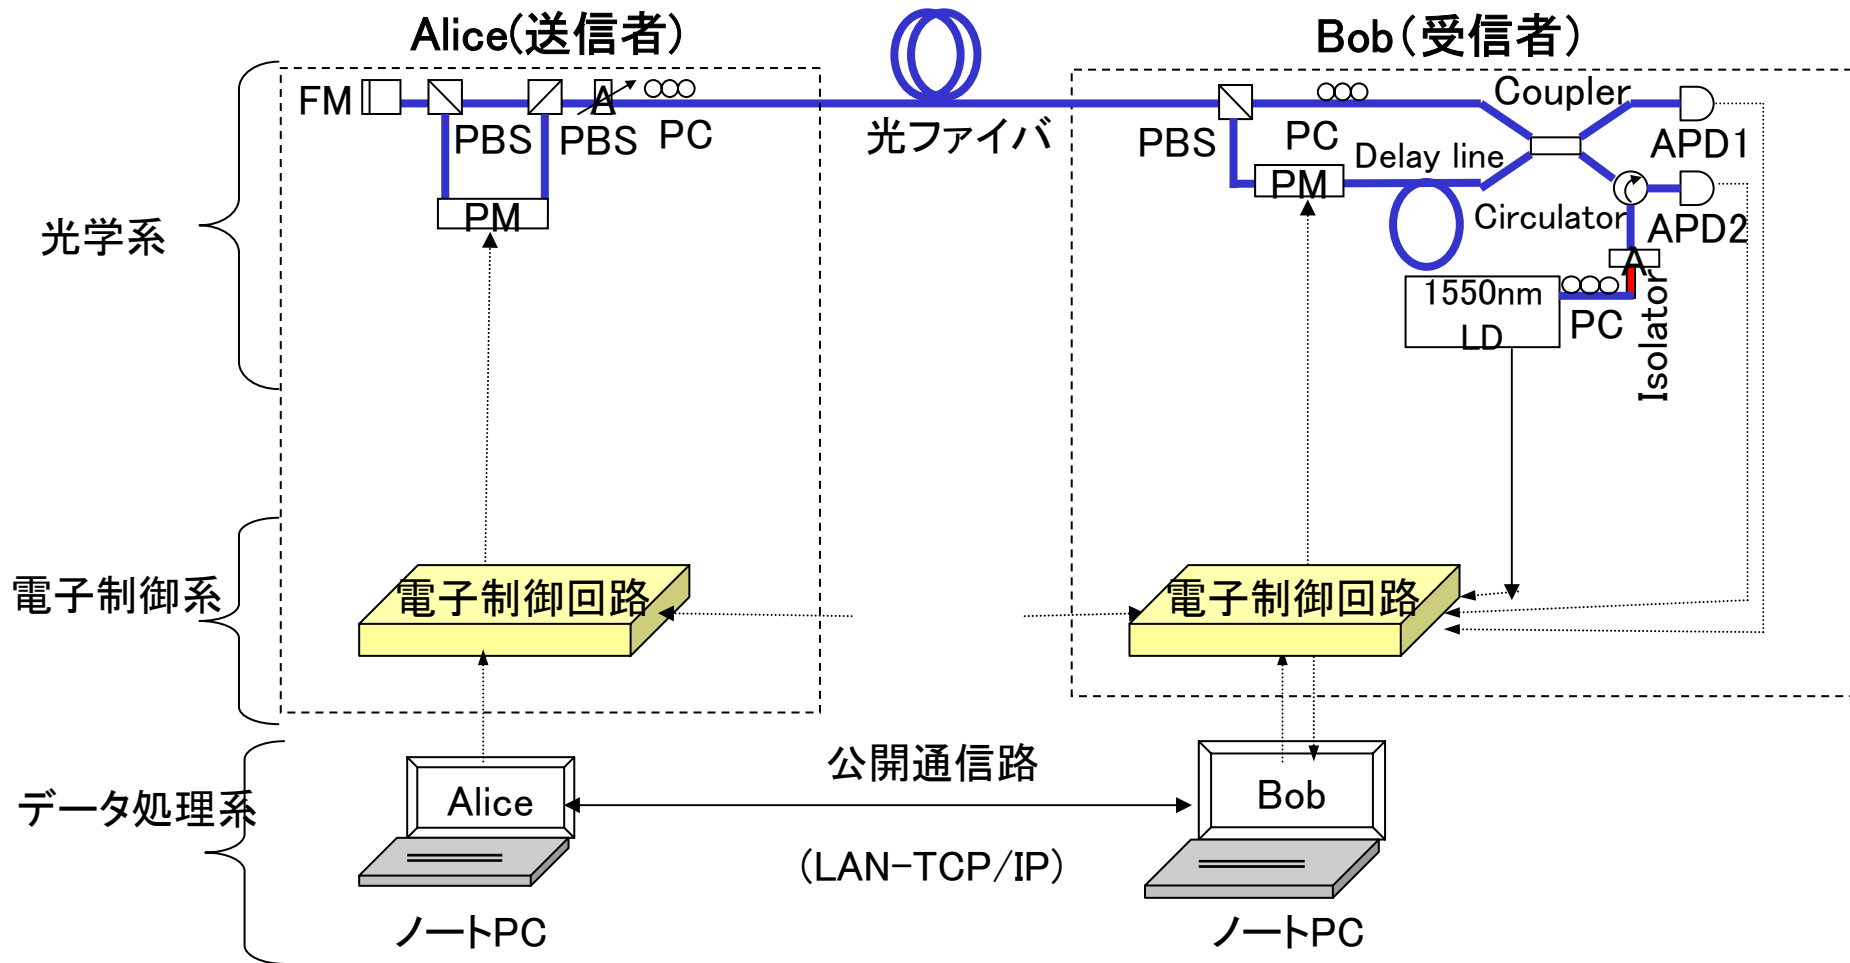 Alice(送信者)
Bob(受信者)
FM
PBS
PBS
A
PC
光ファイバ
PBS
PC
Coupler
APD1
Delay line
PM
PM
Circulator
APD2
A
Isolator
1550nm
LD
PC
光学系
電子制御系
電子制御回路
電子制御回路
データ処理系
Alice
公開通信路
Bob
(LAN-TCP/IP)
ノートPC
ノートPC